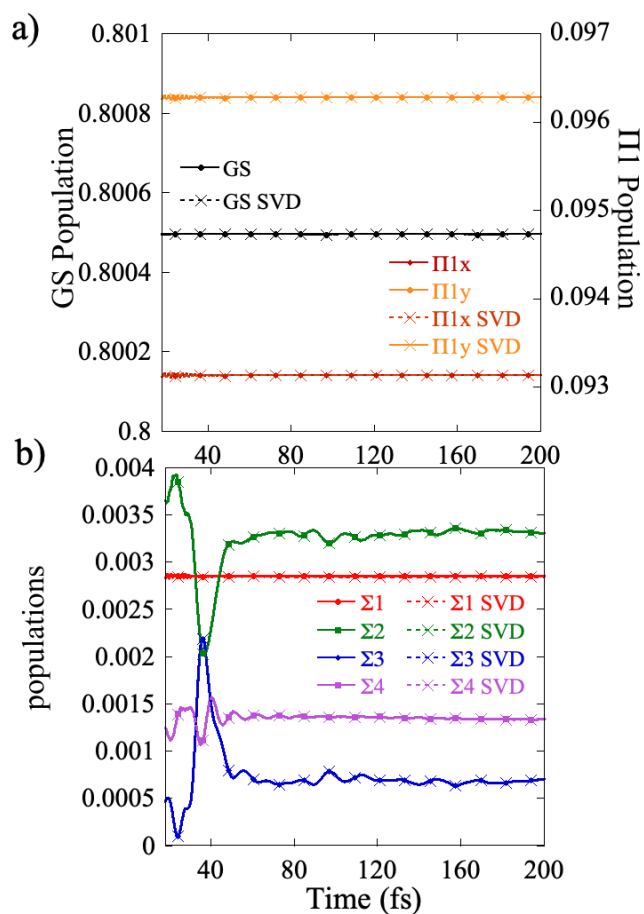 a)
0.801
0.8008
0.8006
0.8004
0.8002
0.8
GS Population
0.097
0.096
0.095
0.094
0.093
Π1 Population
GS
GS SVD
Π1x
Π1y
Π1x SVD
Π1y SVD
40 80 120 160 200
b)
0.004
0.0035
0.003
0.0025
0.002
0.0015
0.001
0.0005
0
populations
Σ1 Σ1 SVD
Σ2 Σ2 SVD
Σ3 Σ3 SVD
Σ4 Σ4 SVD
40 80 120 160 200
Time (fs)